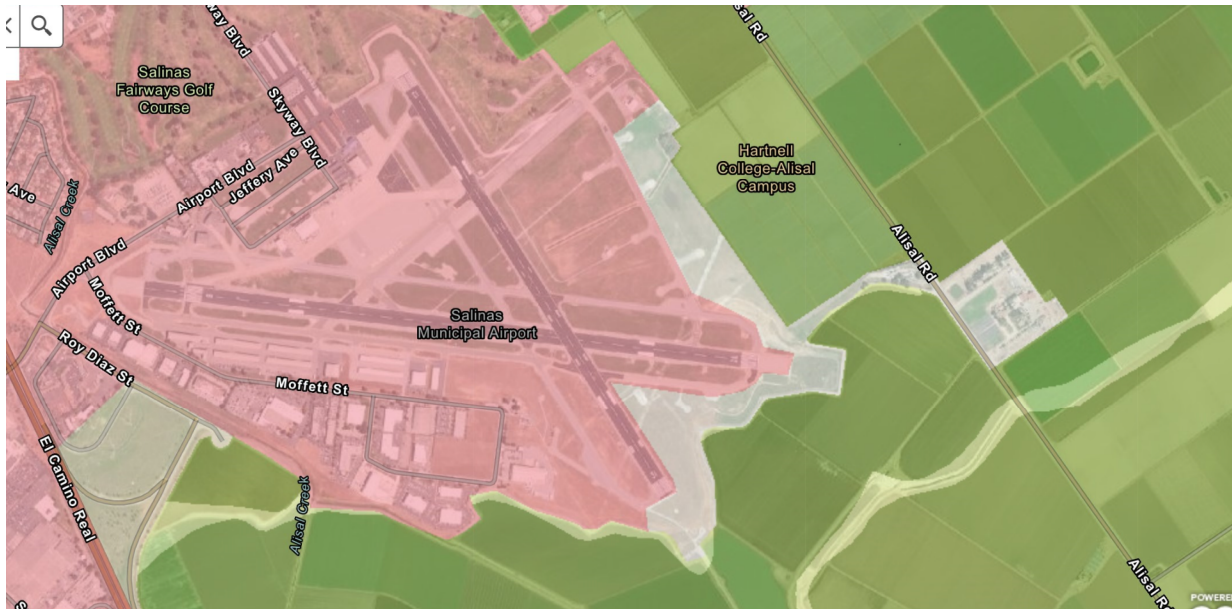 way Blvd
Alisal Rd
Salinas
Fairways Golf
Course
Skyway Blvd
Hartnell
College-Alisal
Campus
Airport Blvd
Jeffery Ave
Ave
Alisal Creek
Alisal Rd
Airport Blvd
Moffett St
Salinas
Municipal Airport
Roy Diaz St
Moffett St
El Camino Real
Alisal Creek
Alisal Rd
POWERED